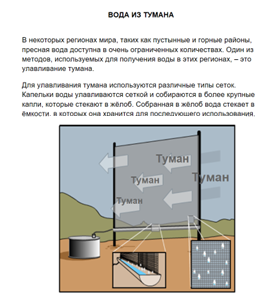 ВОДА ИЗ ТУМАНА
В некоторых регионах мира, таких как пустынные и горные районы,
пресная вода доступна в очень ограниченных количествах. Один из
методов, используемых для получения воды в этих регионах, – это
улавливание тумана.
Для улавливания тумана используются различные типы сеток.
Капельки воды улавливаются сеткой и собираются в более крупные
капли, которые стекают в жёлоб. Собранная в жёлоб вода стекает в
ёмкости, в которых она хранится для последующего использования.
Туман
Туман
Туман
Туман